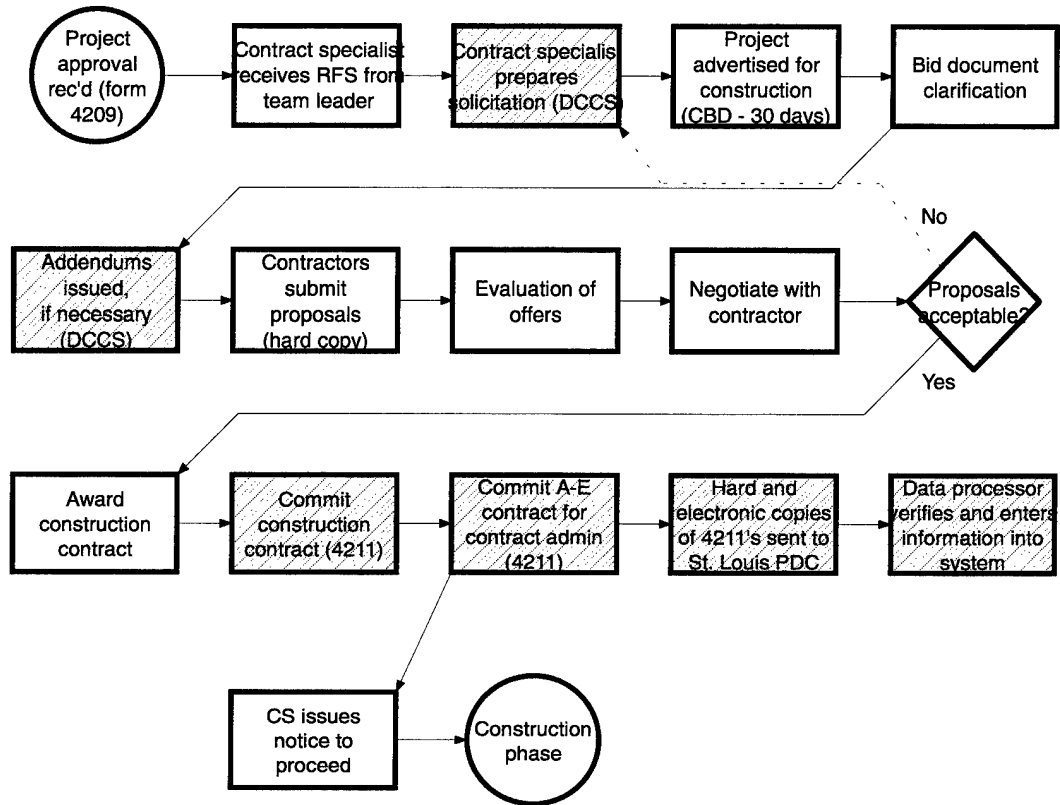 Project
approval
rec'd (form
4209)
Contract specialist
receives RFS from
team leader
Contract specialis
prepares
solicitation (DCCS)
Project
advertised for
construction
(CBD - 30 days)
Bid document
clarification
No
Addendums
issued,
if necessary
(DCCS)
Contractors
submit
proposals
(hard copy)
Evaluation of
offers
Negotiate with
contractor
Proposals
acceptable?
Yes
Award
construction
contract
Commit
construction
contract (4211)
Commit A-E
contract for
contract admin
(4211)
Hard and
electronic copies
of 4211's sent to
St. Louis PDC
Data processor
verifies and enters
information into
system
CS issues
notice to
proceed
Construction
phase